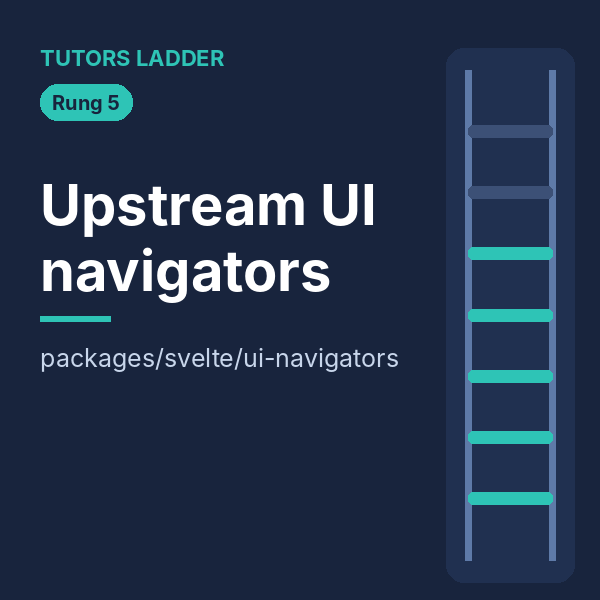 TUTORS LADDER
Rung 5
Upstream UI
navigators
packages/svelte/ui-navigators